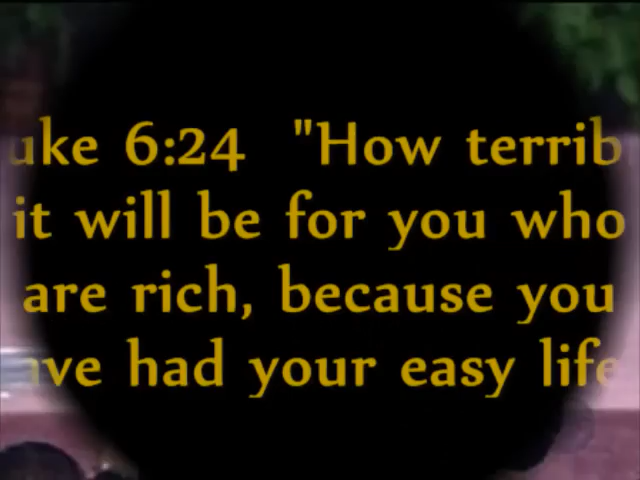 uke 6:24 "How terrib
it will be for you who
are rich, because you
ave had your easy life